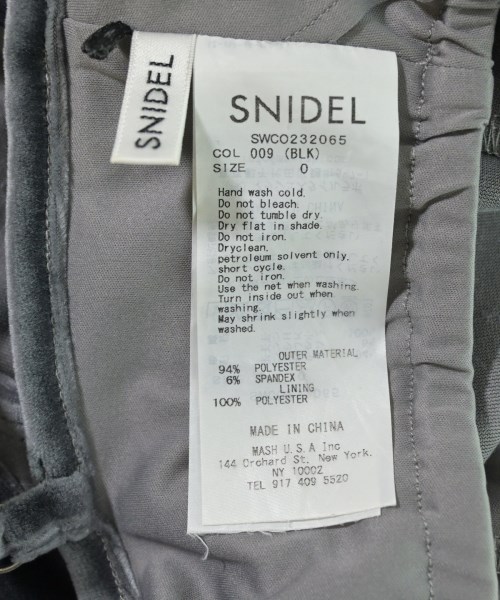 SNIDEL
SNIDEL
SWCO232065
COL 009 (BLK)
SIZE 0
Hand wash cold.
Do not bleach.
Do not tumble dry.
Dry flat in shade.
Do not iron.
Dryclean,
petroleum solvent only,
short cycle.
Do not iron.
Use the net when washing.
Turn inside out when
washing.
May shrink slightly when
washed.
OUTER MATERIAL
94% POLYESTER
6% SPANDEX
LINING
100% POLYESTER
MADE IN CHINA
MASH U.S.A Inc
144 Orchard St. New York.
NY 10002
TEL 917 409 5520